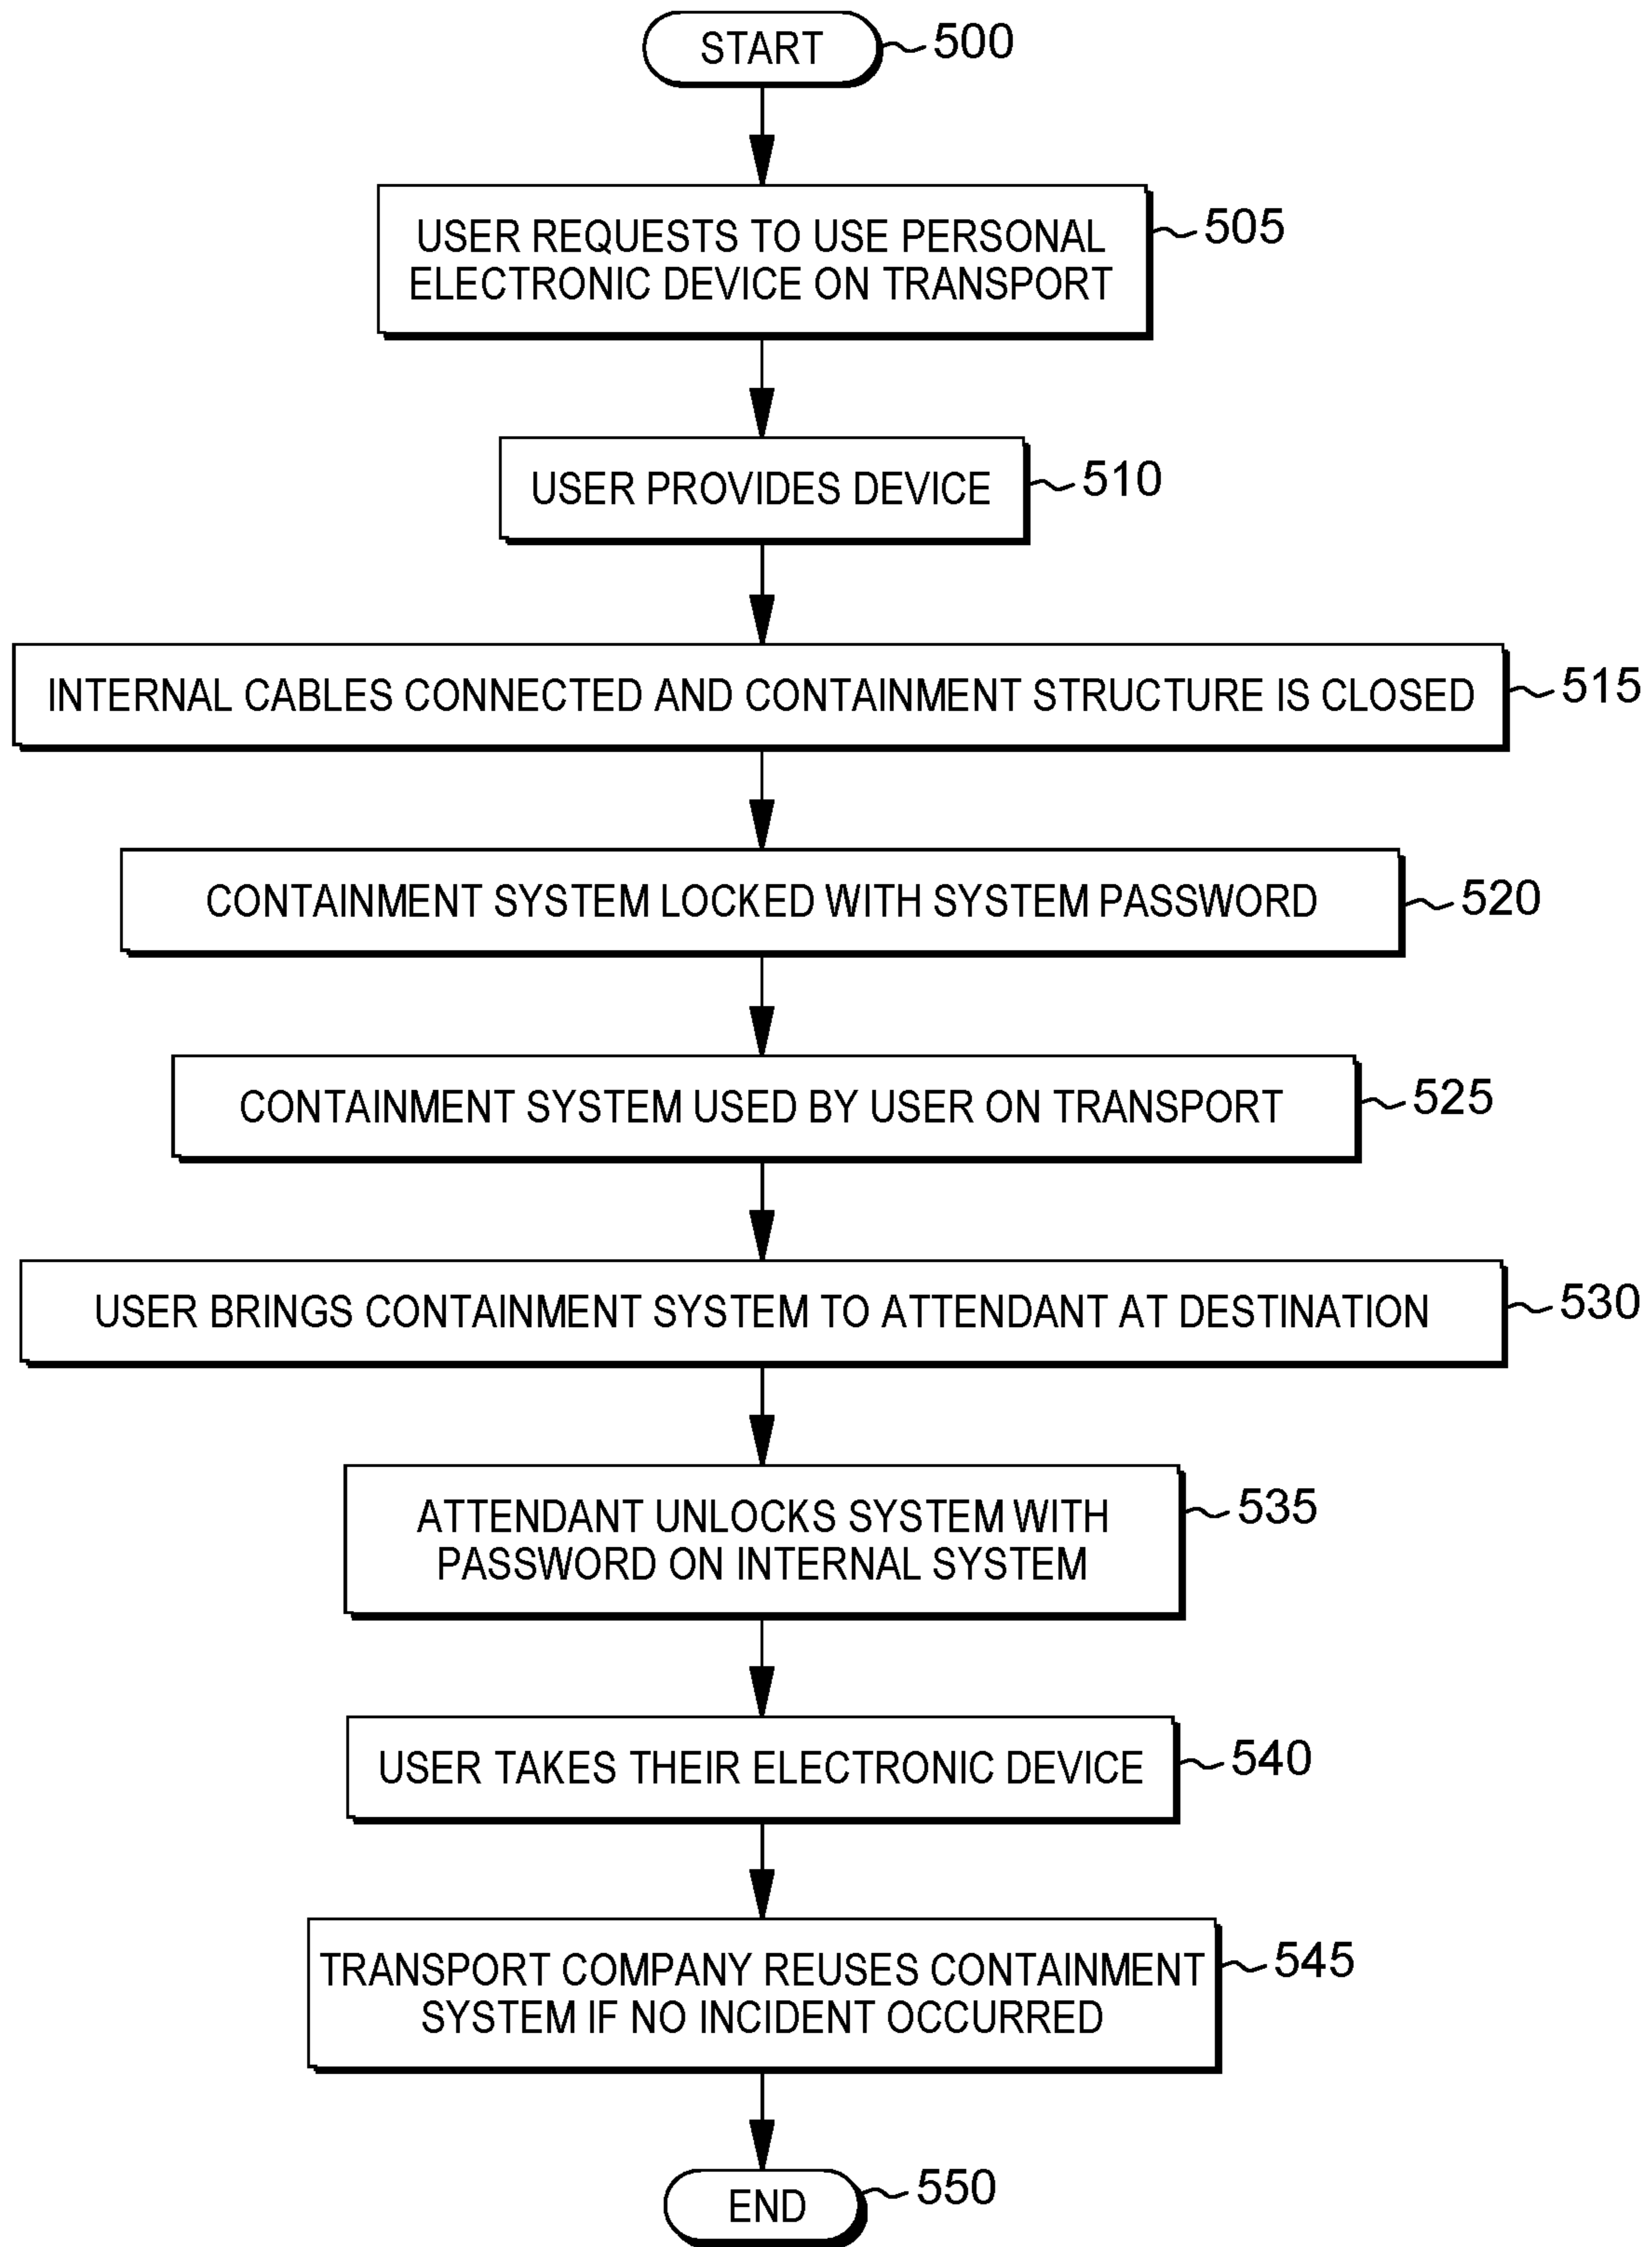 START
500
USER REQUESTS TO USE PERSONAL
ELECTRONIC DEVICE ON TRANSPORT
505
USER PROVIDES DEVICE
510
INTERNAL CABLES CONNECTED AND CONTAINMENT STRUCTURE IS CLOSED
515
CONTAINMENT SYSTEM LOCKED WITH SYSTEM PASSWORD
520
CONTAINMENT SYSTEM USED BY USER ON TRANSPORT
525
USER BRINGS CONTAINMENT SYSTEM TO ATTENDANT AT DESTINATION
530
ATTENDANT UNLOCKS SYSTEM WITH
PASSWORD ON INTERNAL SYSTEM
535
USER TAKES THEIR ELECTRONIC DEVICE
540
TRANSPORT COMPANY REUSES CONTAINMENT
SYSTEM IF NO INCIDENT OCCURRED
545
END
550